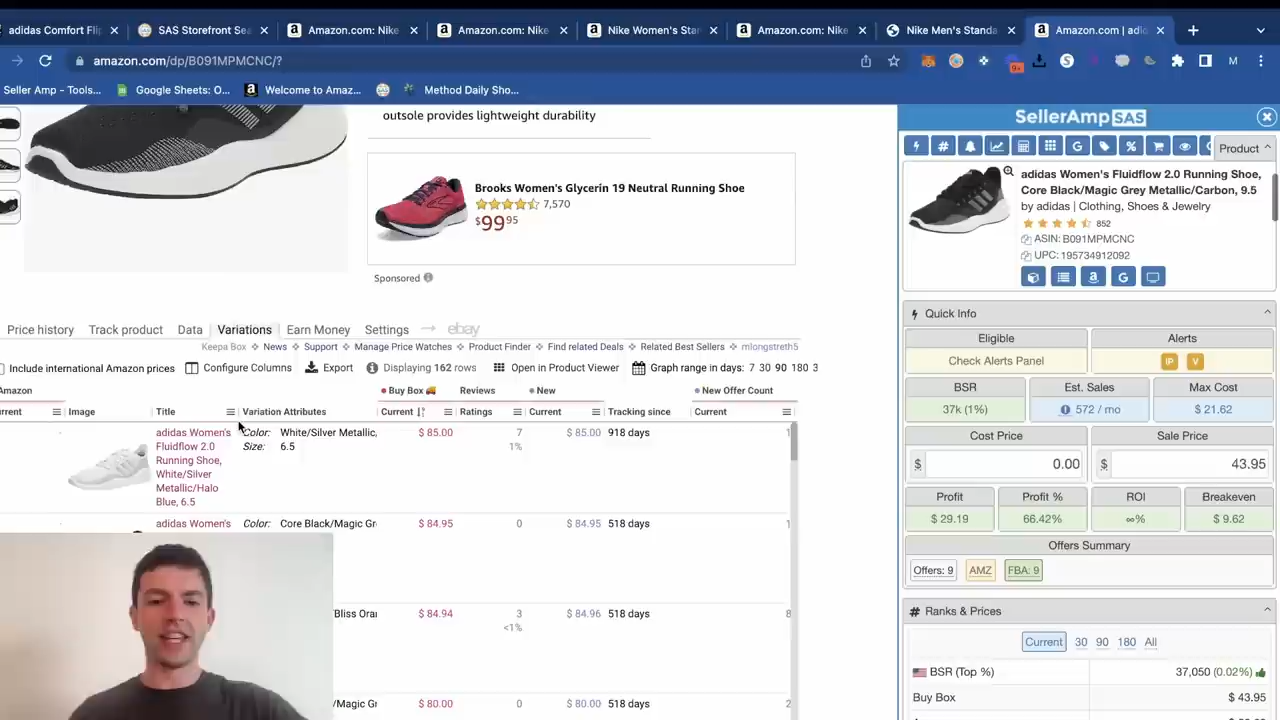 adidas Comfort Fli
SAS Storefront Se
Amazon.com: Nike
Amazon.com: Nike
Nike Women's Sta
Amazon.com: Nike
Nike Men's Standa
Amazon.com | adi
amazon.com/dp/B091MPMCNC/?
9+
M
Seller Amp - Tools...
Google Sheets: O...
Welcome to Amaz...
Method Daily Sho...
outsole provides lightweight durability
Brooks Women's Glycerin 19 Neutral Running Shoe
7,570
$99 95
Sponsored
Price history Track product Data Variations Earn Money Settings ebay
Keepa Box News Support Manage Price Watches Product Finder Find related Deals Related Best Sellers mlongstreth5
Include international Amazon prices Configure Columns Export Displaying 162 rows Open in Product Viewer Graph range in days: 7 30 90 180 3
Amazon Buy Box Reviews New New Offer Count
rrent Image Title Variation Attributes Current Ratings Current Tracking since Current
adidas Women's Color: White/Silver Metallic, $ 85.00 7 $ 85.00 918 days 1
Fluidflow 2.0 Size: 6.5 1%
Running Shoe,
White/Silver
Metallic/Halo
Blue, 6.5
adidas Women's Color: Core Black/Magic Gr $ 84.95 0 $ 84.95 518 days 1
/Bliss Oran $ 84.94 3 $ 84.96 518 days 8
<1%
/Magic Gr $ 80.00 0 $ 80.00 518 days 2
SellerAmp SAS
Product
adidas Women's Fluidflow 2.0 Running Shoe,
Core Black/Magic Grey Metallic/Carbon, 9.5
by adidas | Clothing, Shoes & Jewelry
852
ASIN: B091MPMCNC
UPC: 195734912092
Quick Info
Eligible Alerts
Check Alerts Panel IP V
BSR Est. Sales Max Cost
37k (1%) 572 / mo $ 21.62
Cost Price Sale Price
$ 0.00 $ 43.95
Profit Profit % ROI Breakeven
$ 29.19 66.42% ∞% $ 9.62
Offers Summary
Offers: 9 AMZ FBA: 9
Ranks & Prices
Current 30 90 180 All
BSR (Top %) 37,050 (0.02%)
Buy Box $ 43.95